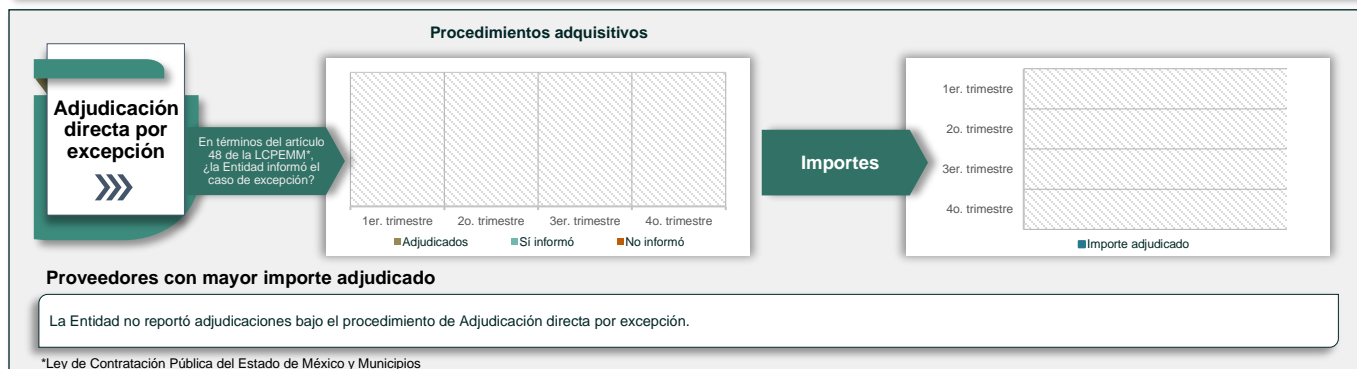 Procedimientos adquisitivos
Adjudicación
directa por
excepción
En términos del artículo
48 de la LCPEMM*,
¿la Entidad informó el
caso de excepción?
1er. trimestre
2o. trimestre
3er. trimestre
4o. trimestre
Adjudicados
Sí informó
No informó
Importes
1er. trimestre
2o. trimestre
3er. trimestre
4o. trimestre
Importe adjudicado
Proveedores con mayor importe adjudicado
La Entidad no reportó adjudicaciones bajo el procedimiento de Adjudicación directa por excepción.
*Ley de Contratación Pública del Estado de México y Municipios